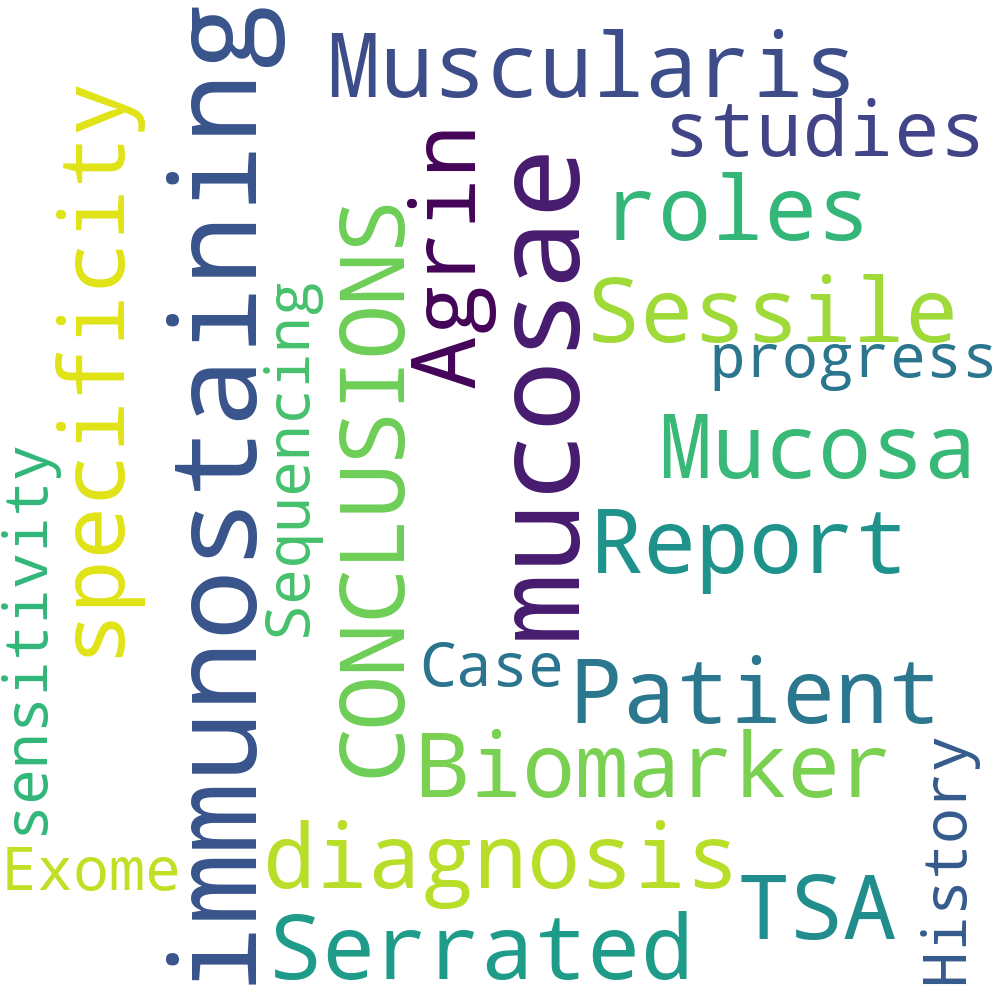 immunostaining
Muscularis
specificity
studies
Agrin
mucosae
roles
CONCLUSIONS
Sessile
Sequencing
progress
Mucosa
sensitivity
Report
Case
Patient
Biomarker
History
diagnosis
Exome
TSA
Serrated